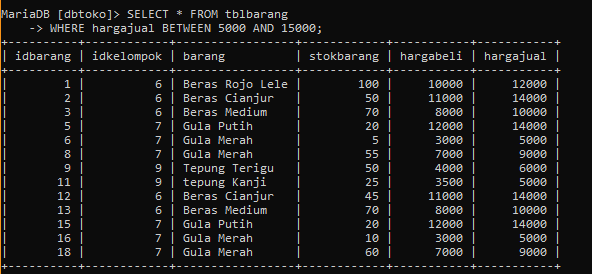 MariaDB [dbtoko]> SELECT * FROM tblbarang
    -> WHERE hargajual BETWEEN 5000 AND 15000;
+----------+------------+-----------------+------------+-----------+-----------+
| idbarang | idkelompok | barang          | stokbarang | hargabeli | hargajual |
+----------+------------+-----------------+------------+-----------+-----------+
|        1 |          6 | Beras Rojo Lele |        100 |     10000 |     12000 |
|        2 |          6 | Beras Cianjur   |         50 |     11000 |     14000 |
|        3 |          6 | Beras Medium    |         70 |      8000 |     10000 |
|        5 |          7 | Gula Putih      |         20 |     12000 |     14000 |
|        6 |          7 | Gula Merah      |          5 |      3000 |      5000 |
|        8 |          7 | Gula Merah      |         55 |      7000 |      9000 |
|        9 |          9 | Tepung Terigu   |         50 |      4000 |      6000 |
|       11 |          9 | tepung Kanji    |         25 |      3500 |      5000 |
|       12 |          6 | Beras Cianjur   |         45 |     11000 |     14000 |
|       13 |          6 | Beras Medium    |         70 |      8000 |     10000 |
|       15 |          7 | Gula Putih      |         20 |     12000 |     14000 |
|       16 |          7 | Gula Merah      |         10 |      3000 |      5000 |
|       18 |          7 | Gula Merah      |         60 |      7000 |      9000 |
+----------+------------+-----------------+------------+-----------+-----------+